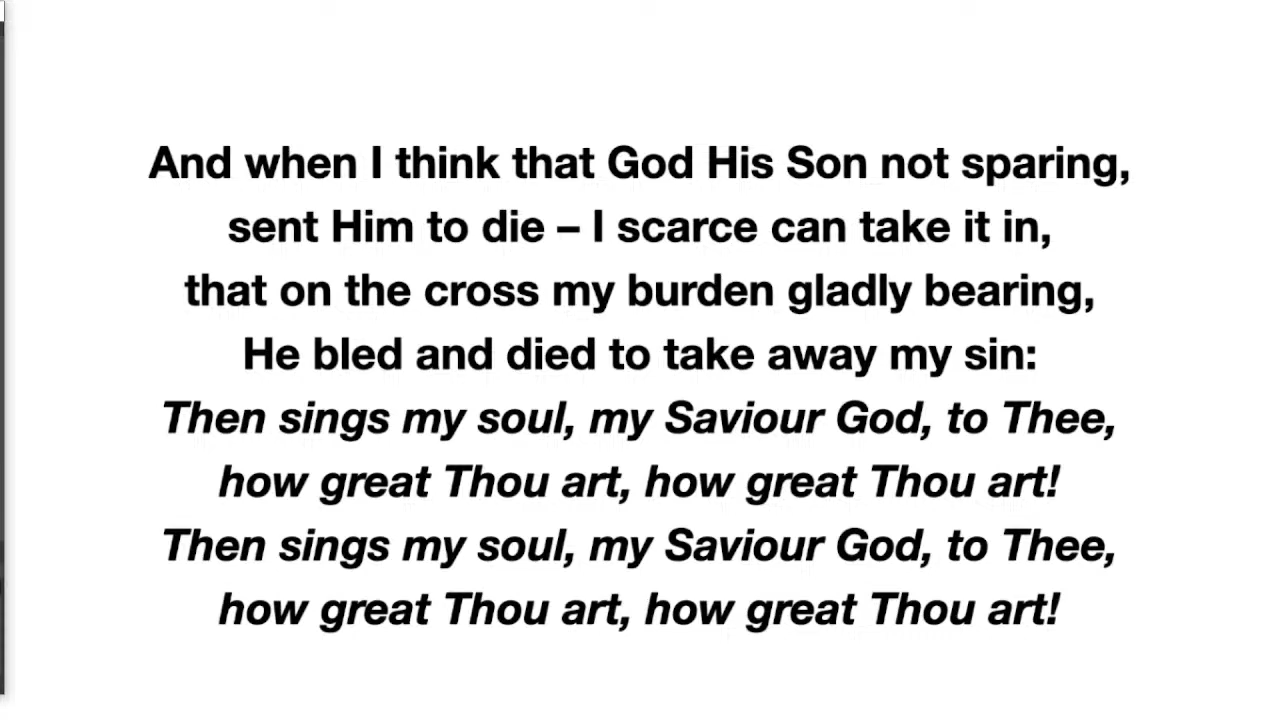 And when I think that God His Son not sparing,
sent Him to die – I scarce can take it in,
that on the cross my burden gladly bearing,
He bled and died to take away my sin:
Then sings my soul, my Saviour God, to Thee,
how great Thou art, how great Thou art!
Then sings my soul, my Saviour God, to Thee,
how great Thou art, how great Thou art!